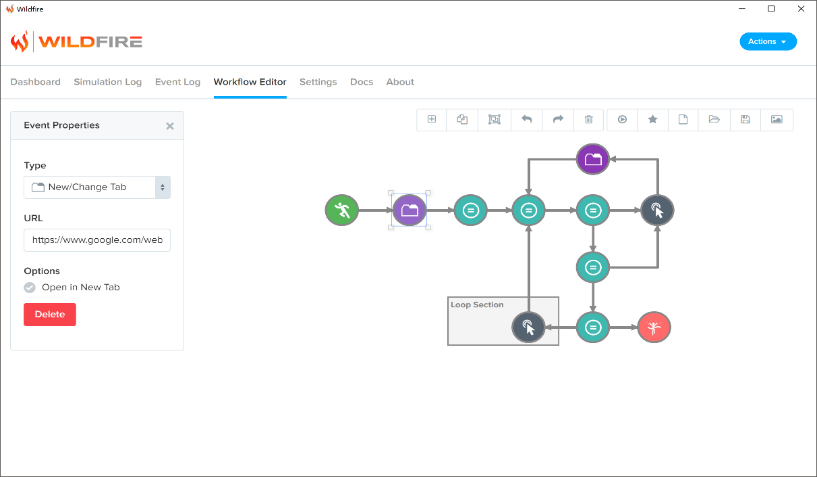 Wildfire
WILDFIRE
Actions
Dashboard Simulation Log Event Log Workflow Editor Settings Docs About
Event Properties
Type
New/Change Tab
URL
https://www.google.com/web
Options
Open in New Tab
Delete
Loop Section